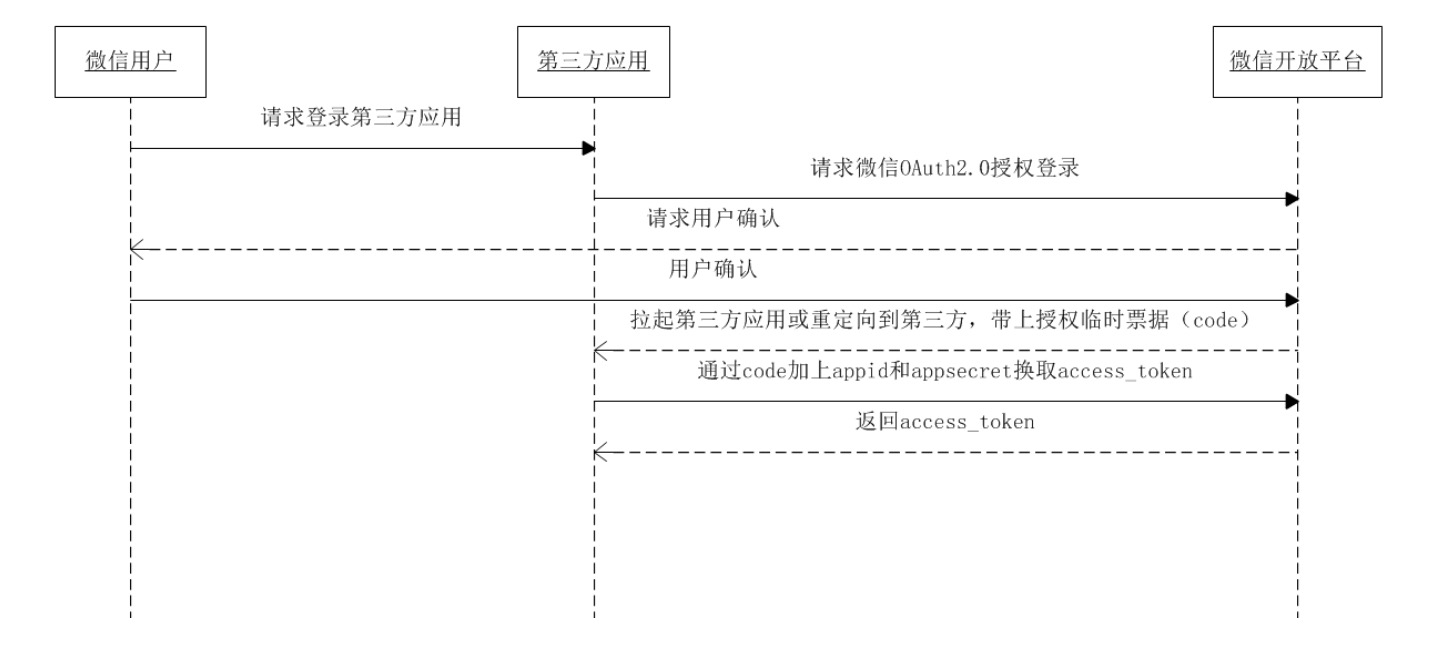 微信用户
第三方应用
微信开放平台
请求登录第三方应用
请求微信OAuth2.0授权登录
请求用户确认
用户确认
拉起第三方应用或重定向到第三方，带上授权临时票据（code）
通过code加上appid和appsecret换取access_token
返回access_token